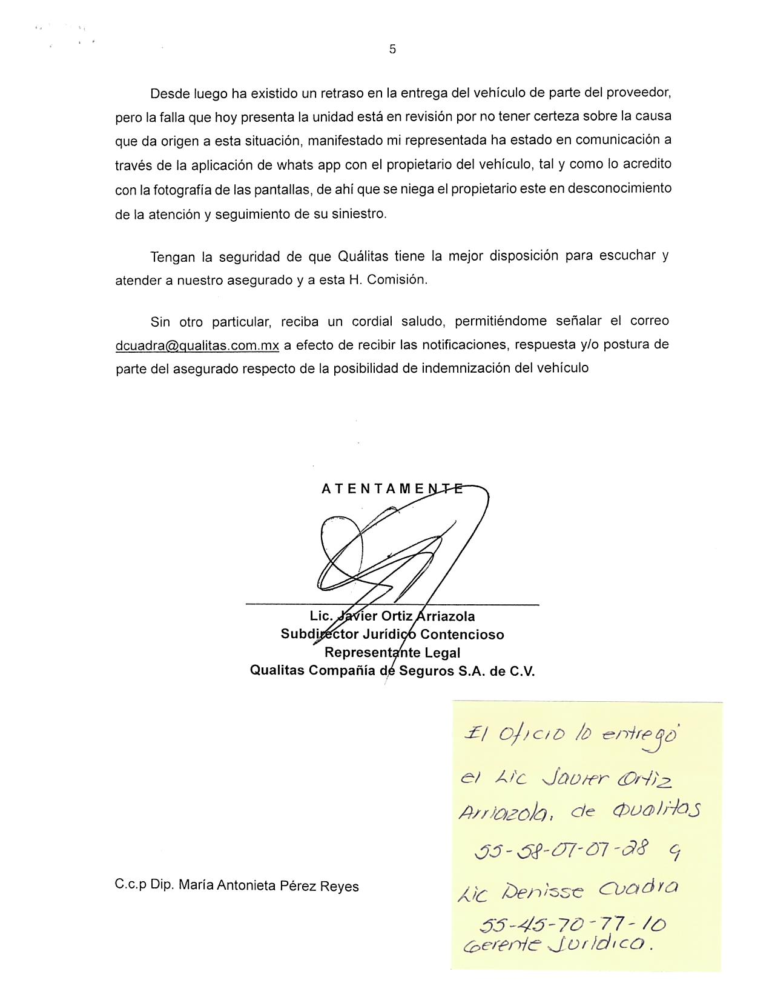 5
Desde luego ha existido un retraso en la entrega del vehículo de parte del proveedor,
pero la falla que hoy presenta la unidad está en revisión por no tener certeza sobre la causa
que da origen a esta situación, manifestado mi representada ha estado en comunicación a
través de la aplicación de whats app con el propietario del vehículo, tal y como lo acredito
con la fotografía de las pantallas, de ahí que se niega el propietario este en desconocimiento
de la atención y seguimiento de su siniestro.
Tengan la seguridad de que Quálitas tiene la mejor disposición para escuchar y
atender a nuestro asegurado y a esta H. Comisión.
Sin otro particular, reciba un cordial saludo, permitiéndome señalar el correo
dcuadra@qualitas.com.mx a efecto de recibir las notificaciones, respuesta y/o postura de
parte del asegurado respecto de la posibilidad de indemnización del vehículo
A T E N T A M E N T E
Lic. Javier Ortiz Arriazola
Subdirector Jurídico Contencioso
Representante Legal
Qualitas Compañía de Seguros S.A. de C.V.
El oficio lo entregó
el Lic Javier Ortiz
Arriazola, de Qualitas
55-58-07-07-28 y
Lic Denisse Cuadra
55-45-70-77-10
Gerente Jurídico.
C.c.p Dip. María Antonieta Pérez Reyes